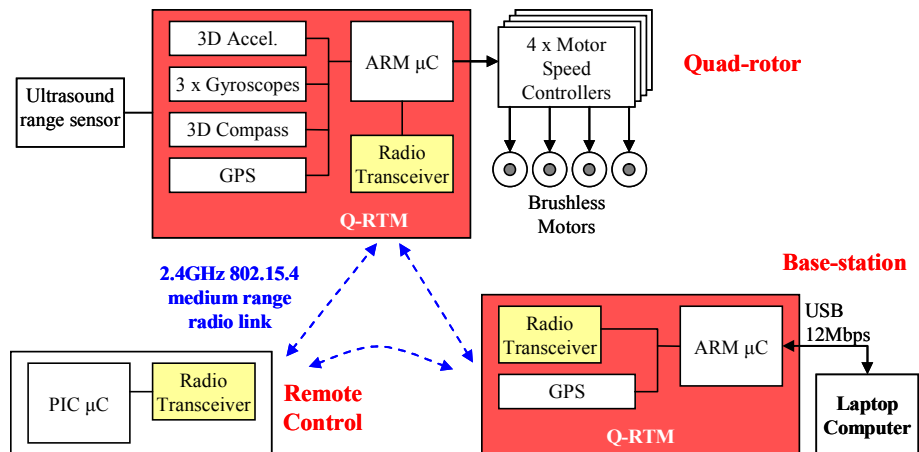 3D Accel.
3 x Gyroscopes
3D Compass
GPS
ARM μC
Radio
Transceiver
Q-RTM
Ultrasound
range sensor
4 x Motor
Speed
Controllers
Brushless
Motors
Quad-rotor
2.4GHz 802.15.4
medium range
radio link
Base-station
PIC μC
Radio
Transceiver
Remote
Control
Radio
Transceiver
GPS
ARM μC
Q-RTM
USB
12Mbps
Laptop
Computer